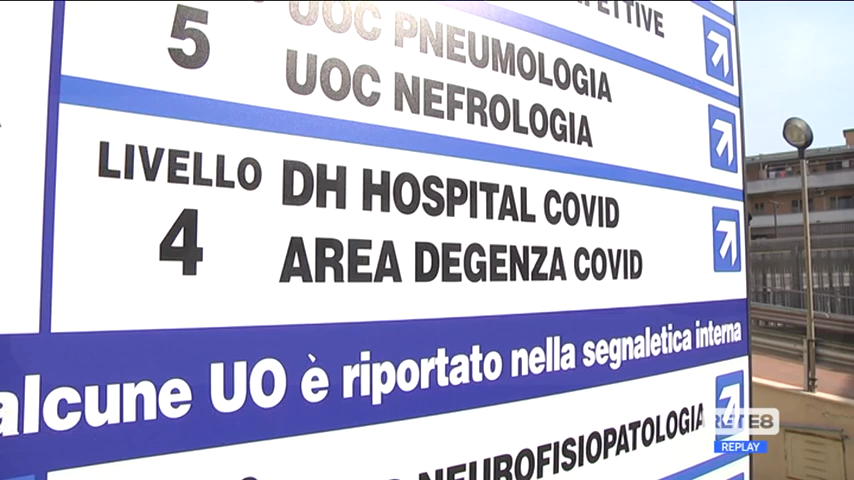 5
UOC PNEUMOLOGIA
UOC NEFROLOGIA
LIVELLO
4
DH HOSPITAL COVID
AREA DEGENZA COVID
alcune UO è riportato nella segnaletica interna
NEUROFISIOPATOLOGIA
RETE8
REPLAY